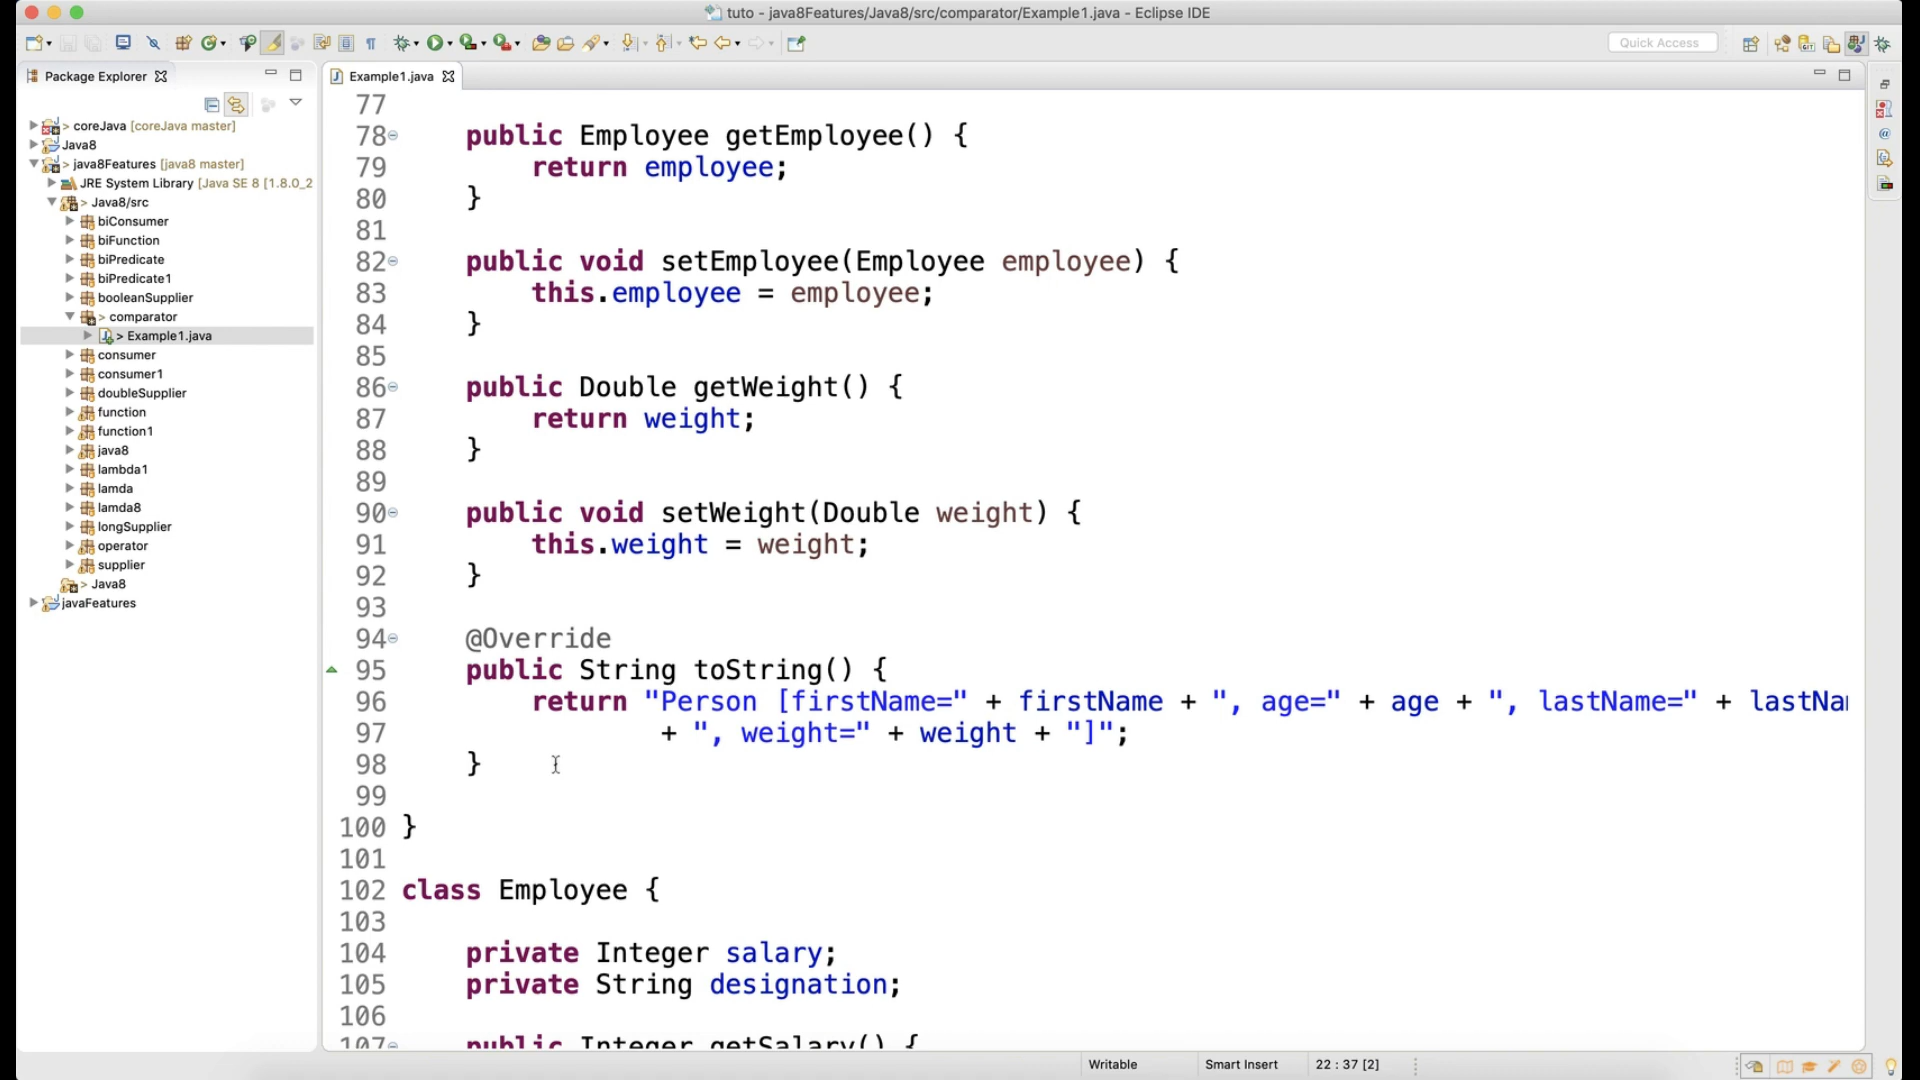 tuto - java8Features/Java8/src/comparator/Example1.java - Eclipse IDE
Quick Access
Package Explorer
Example1.java
> coreJava [coreJava master]
Java8
> java8Features [java8 master]
JRE System Library [Java SE 8 [1.8.0_2
> Java8/src
biConsumer
biFunction
biPredicate
biPredicate1
booleanSupplier
> comparator
> Example1.java
consumer
consumer1
doubleSupplier
function
function1
java8
lambda1
lamda
lamda8
longSupplier
operator
supplier
> Java8
javaFeatures
77
78 public Employee getEmployee() {
79 return employee;
80 }
81
82 public void setEmployee(Employee employee) {
83 this.employee = employee;
84 }
85
86 public Double getWeight() {
87 return weight;
88 }
89
90 public void setWeight(Double weight) {
91 this.weight = weight;
92 }
93
94 @Override
95 public String toString() {
96 return "Person [firstName=" + firstName + ", age=" + age + ", lastName=" + lastNa
97 + ", weight=" + weight + "]";
98 }
99
100 }
101
102 class Employee {
103
104 private Integer salary;
105 private String designation;
106
107 public Integer getSalary() {
Writable
Smart Insert
22 : 37 [2]